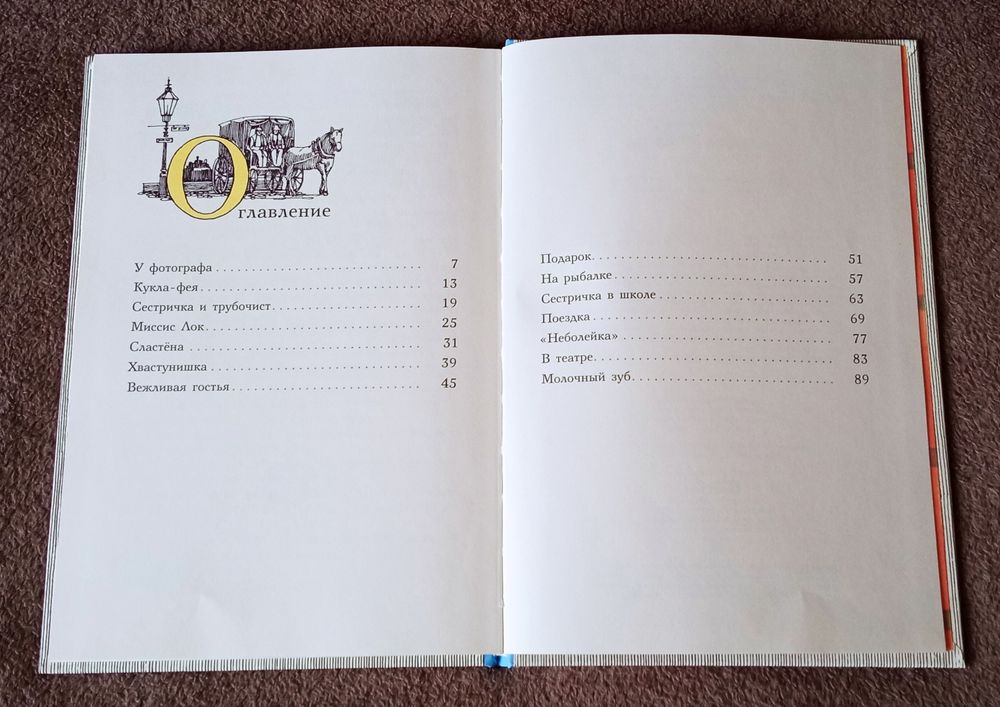 Оглавление
У фотографа . . . . . . . . . . . . . . . . . . . . . . . . . . . . . 7
Кукла-фея . . . . . . . . . . . . . . . . . . . . . . . . . . . . . . . 13
Сестричка и трубочист . . . . . . . . . . . . . . . . . . . . . 19
Миссис Лок . . . . . . . . . . . . . . . . . . . . . . . . . . . . . . 25
Сластёна . . . . . . . . . . . . . . . . . . . . . . . . . . . . . . . . 31
Хвастунишка . . . . . . . . . . . . . . . . . . . . . . . . . . . . . 39
Вежливая гостья . . . . . . . . . . . . . . . . . . . . . . . . . . 45
Подарок . . . . . . . . . . . . . . . . . . . . . . . . . . . . . . . . . 51
На рыбалке . . . . . . . . . . . . . . . . . . . . . . . . . . . . . . 57
Сестричка в школе . . . . . . . . . . . . . . . . . . . . . . . . 63
Поездка . . . . . . . . . . . . . . . . . . . . . . . . . . . . . . . . . 69
«Неболейка» . . . . . . . . . . . . . . . . . . . . . . . . . . . . . 77
В театре . . . . . . . . . . . . . . . . . . . . . . . . . . . . . . . . . 83
Молочный зуб . . . . . . . . . . . . . . . . . . . . . . . . . . . . 89